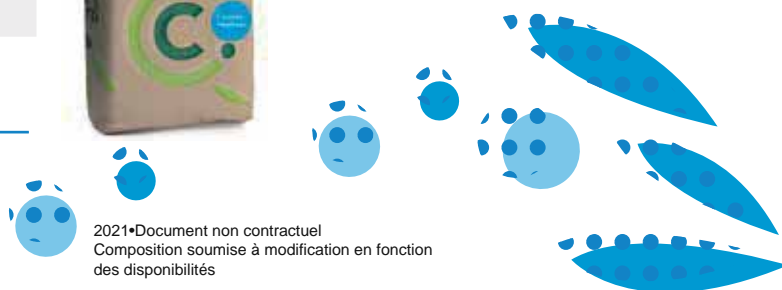 C.
2021•Document non contractuel
Composition soumise à modification en fonction
des disponibilités